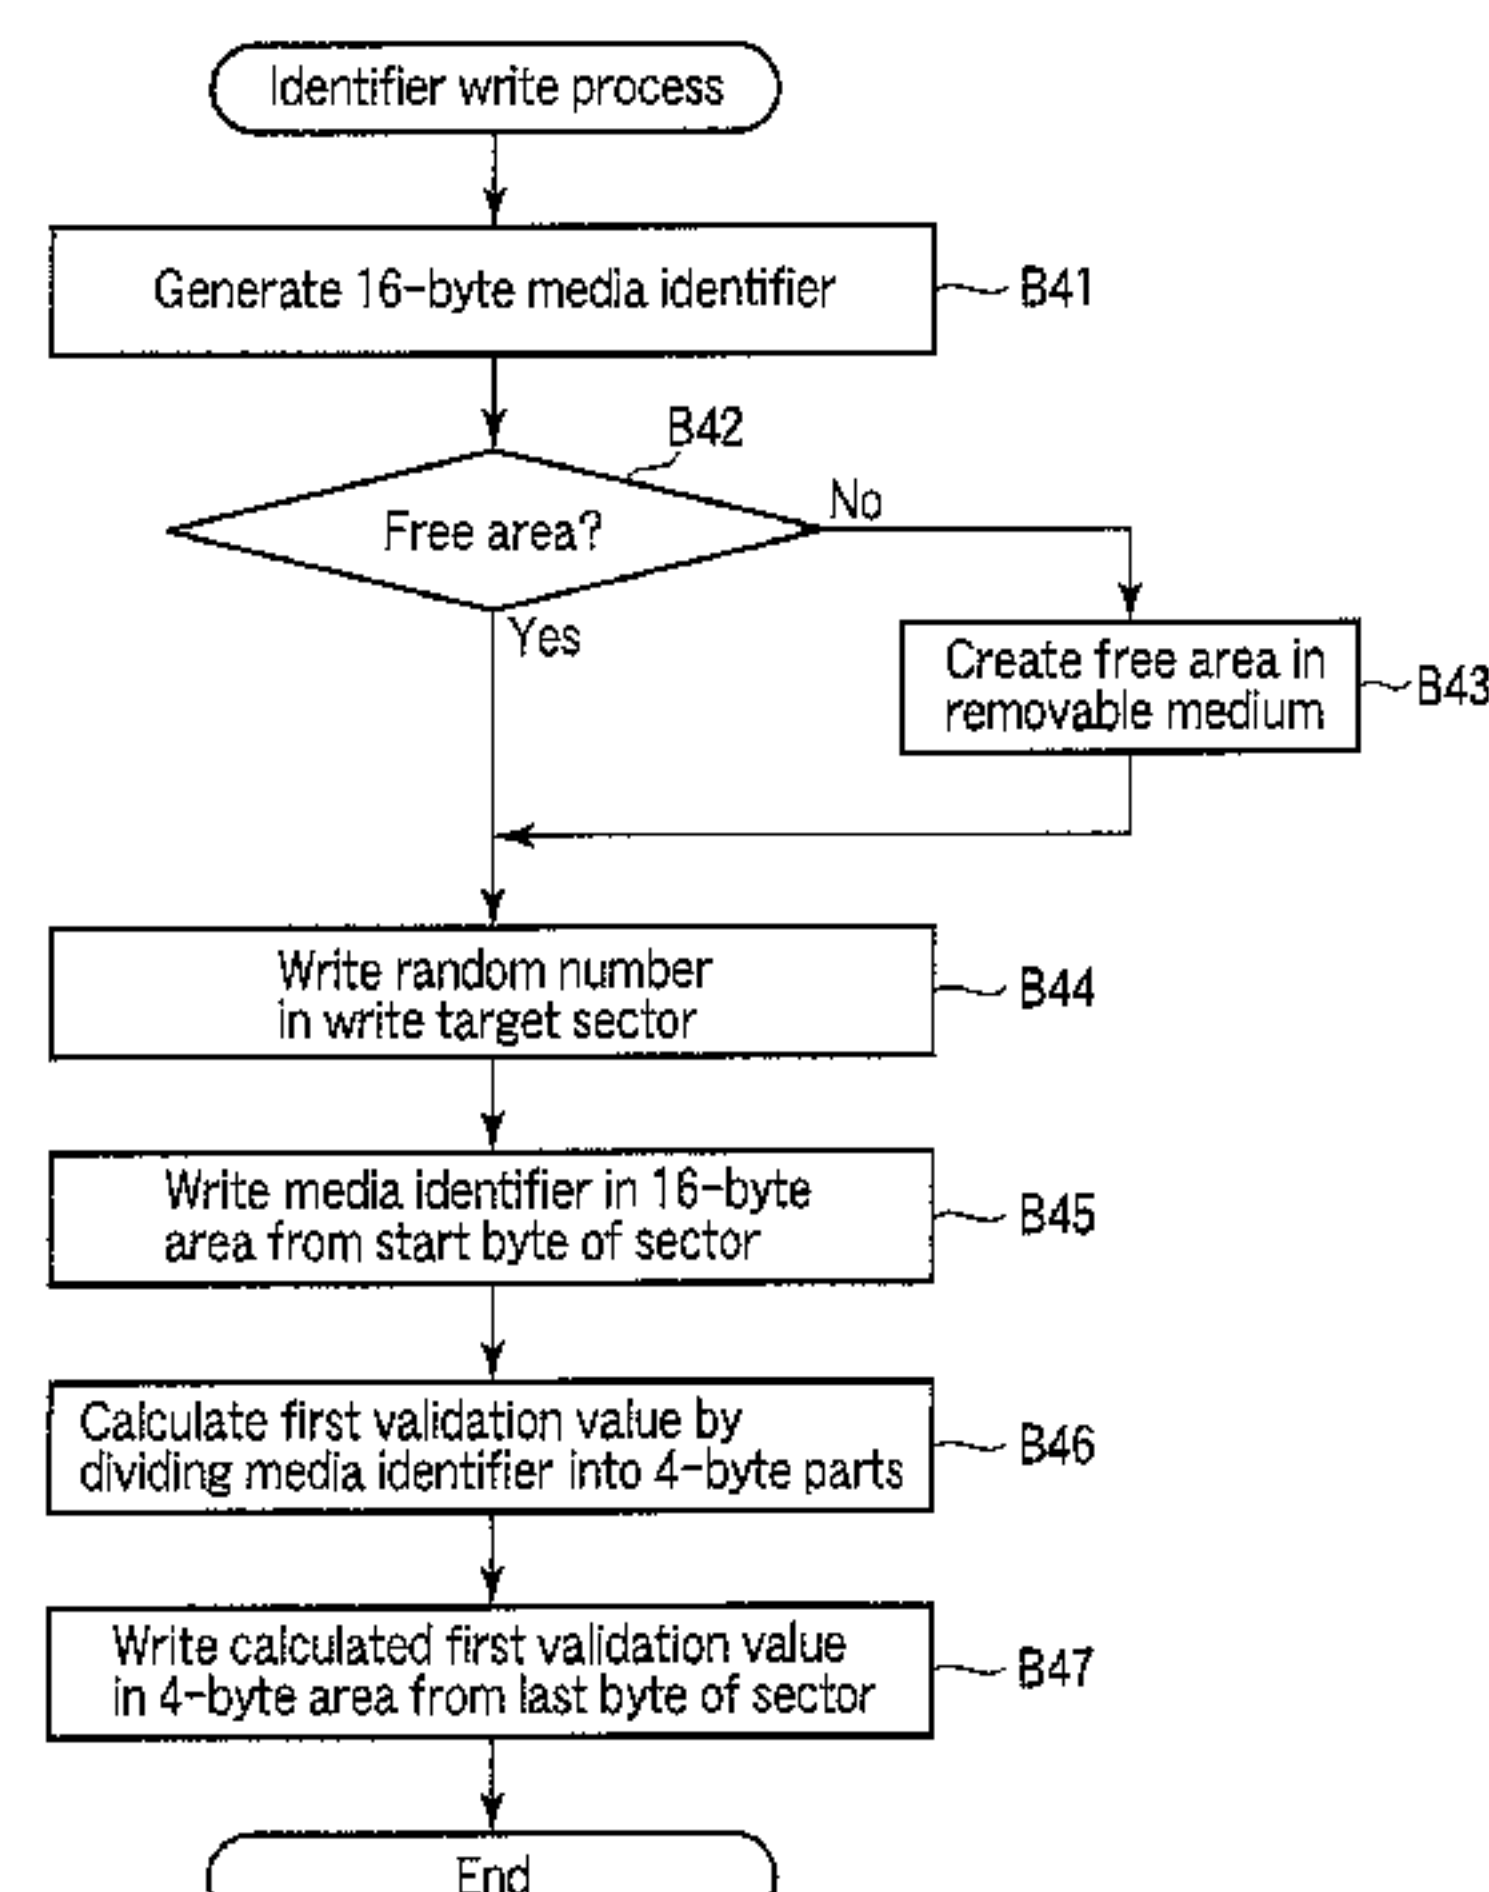 Identifier write process
Generate 16-byte media identifier
B41
B42
Free area?
No
Yes
Create free area in
removable medium
B43
Write random number
in write target sector
B44
Write media identifier in 16-byte
area from start byte of sector
B45
Calculate first validation value by
dividing media identifier into 4-byte parts
B46
Write calculated first validation value
in 4-byte area from last byte of sector
B47
End